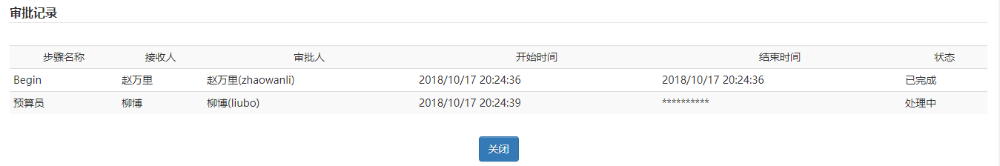 审批记录
步骤名称 接收人 审批人 开始时间 结束时间 状态
Begin 赵万里 赵万里(zhaowanli) 2018/10/17 20:24:36 2018/10/17 20:24:36 已完成
预算员 柳博 柳博(liubo) 2018/10/17 20:24:39 ********** 处理中
关闭